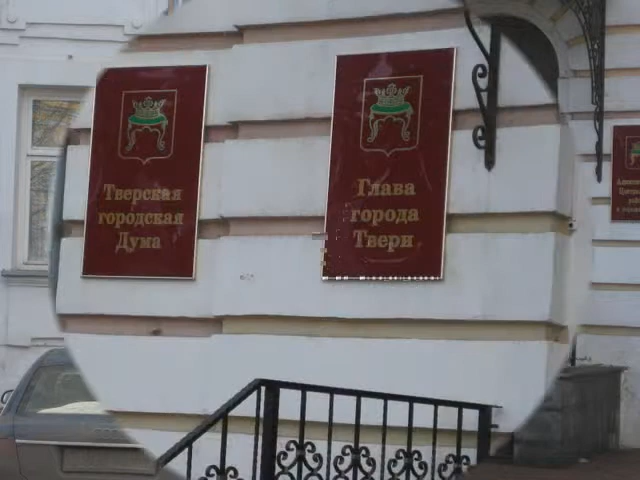 Тверская
городская
Дума
Глава
города
Твери